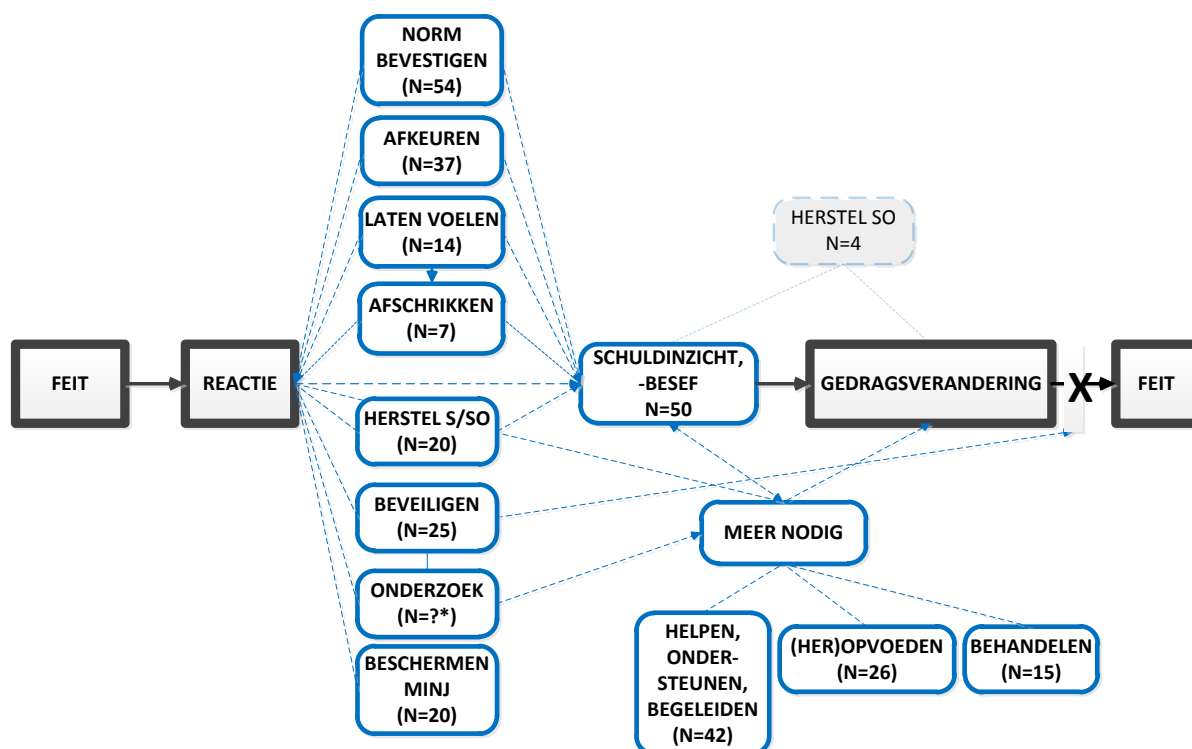 NORM
BEVESTIGEN
(N=54)
AFKEUREN
(N=37)
LATEN VOELEN
(N=14)
AFSCHRIKKEN
(N=7)
HERSTEL SO
N=4
FEIT
REACTIE
SCHULDINZICHT,
-BESEF
N=50
GEDRAGSVERANDERING
X
FEIT
HERSTEL S/SO
(N=20)
BEVEILIGEN
(N=25)
MEER NODIG
ONDERZOEK
(N=?*)
BESCHERMEN
MINJ
(N=20)
HELPEN,
ONDER-
STEUNEN,
BEGELEIDEN
(N=42)
(HER)OPVOEDEN
(N=26)
BEHANDELEN
(N=15)